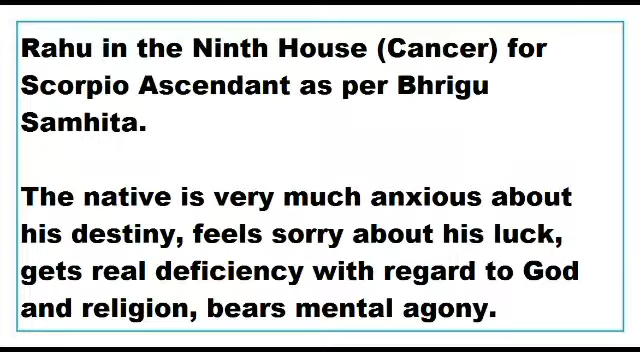 Rahu in the Ninth House (Cancer) for
Scorpio Ascendant as per Bhrigu
Samhita.
The native is very much anxious about
his destiny, feels sorry about his luck,
gets real deficiency with regard to God
and religion, bears mental agony.